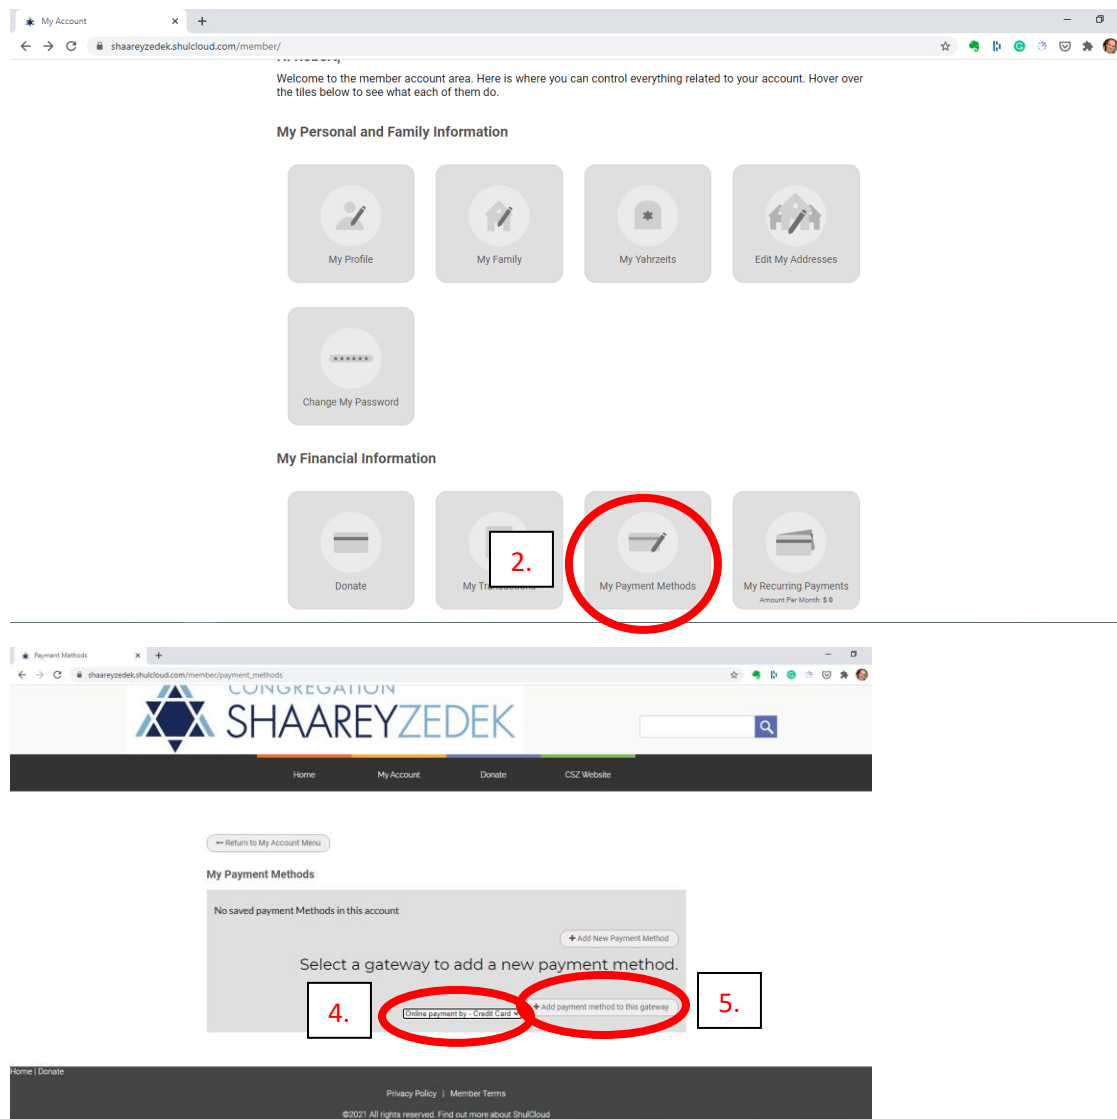 My Account
shaareyzedek.shulcloud.com/member/
Welcome to the member account area. Here is where you can control everything related to your account. Hover over
the tiles below to see what each of them do.
My Personal and Family Information
My Profile
My Family
My Yahrzeits
Edit My Addresses
Change My Password
My Financial Information
2.
Donate
My
My Payment Methods
My Recurring Payments
Amount Per Month: $ 0
Payment Methods
shaareyzedek.shulcloud.com/member/payment_methods
CONGREGATION
SHAAREYZEDEK
Home
My Account
Donate
CSZ Website
Return to My Account Menu
My Payment Methods
No saved payment Methods in this account
+ Add New Payment Method
Select a gateway to add a new payment method.
4.
Online payment by - Credit Card
+ Add payment method to this gateway
5.
Home | Donate
Privacy Policy | Member Terms
©2021 All rights reserved. Find out more about ShulCloud